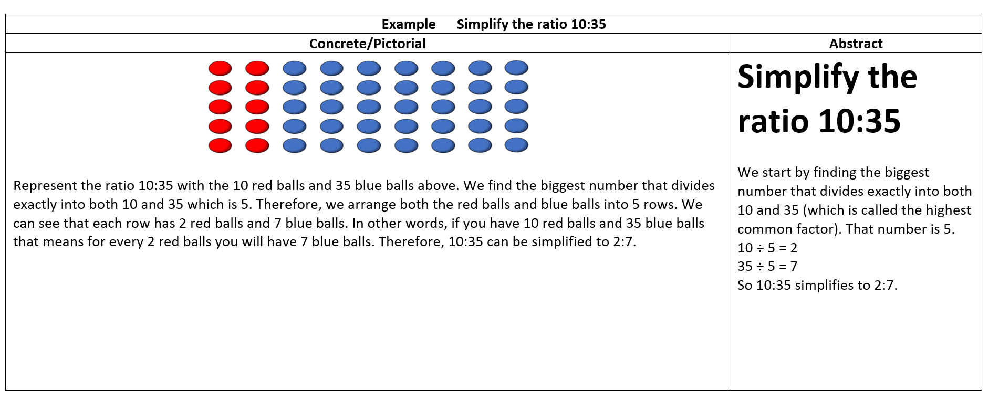 Example Simplify the ratio 10:35
Concrete/Pictorial
Abstract
Represent the ratio 10:35 with the 10 red balls and 35 blue balls above. We find the biggest number that divides
exactly into both 10 and 35 which is 5. Therefore, we arrange both the red balls and blue balls into 5 rows. We
can see that each row has 2 red balls and 7 blue balls. In other words, if you have 10 red balls and 35 blue balls
that means for every 2 red balls you will have 7 blue balls. Therefore, 10:35 can be simplified to 2:7.
Simplify the
ratio 10:35
We start by finding the biggest
number that divides exactly into both
10 and 35 (which is called the highest
common factor). That number is 5.
10 ÷ 5 = 2
35 ÷ 5 = 7
So 10:35 simplifies to 2:7.